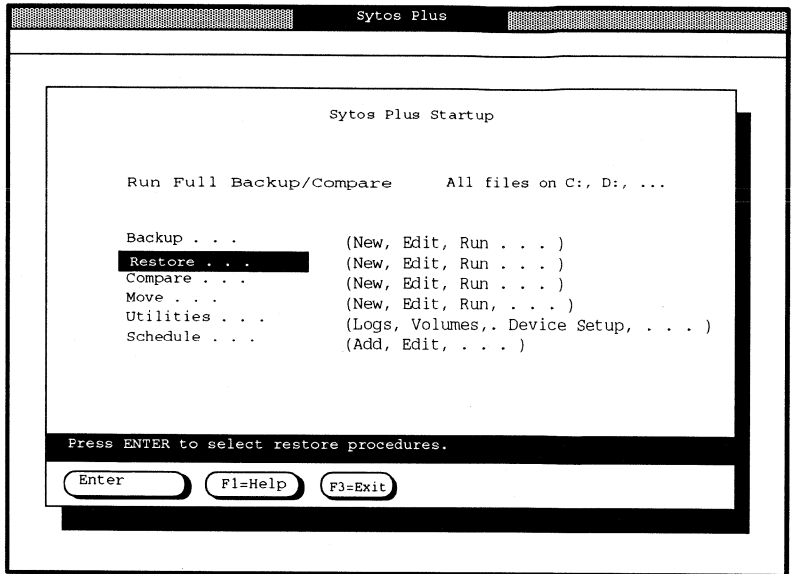 Sytos Plus
Sytos Plus Startup
Run Full Backup/Compare All files on C:, D:, ...
Backup . . . (New, Edit, Run . . . )
Restore . . . (New, Edit, Run . . . )
Compare . . . (New, Edit, Run . . . )
Move . . . (New, Edit, Run, . . . )
Utilities . . . (Logs, Volumes,. Device Setup, . . . )
Schedule . . . (Add, Edit, . . . )
Press ENTER to select restore procedures.
Enter F1=Help F3=Exit